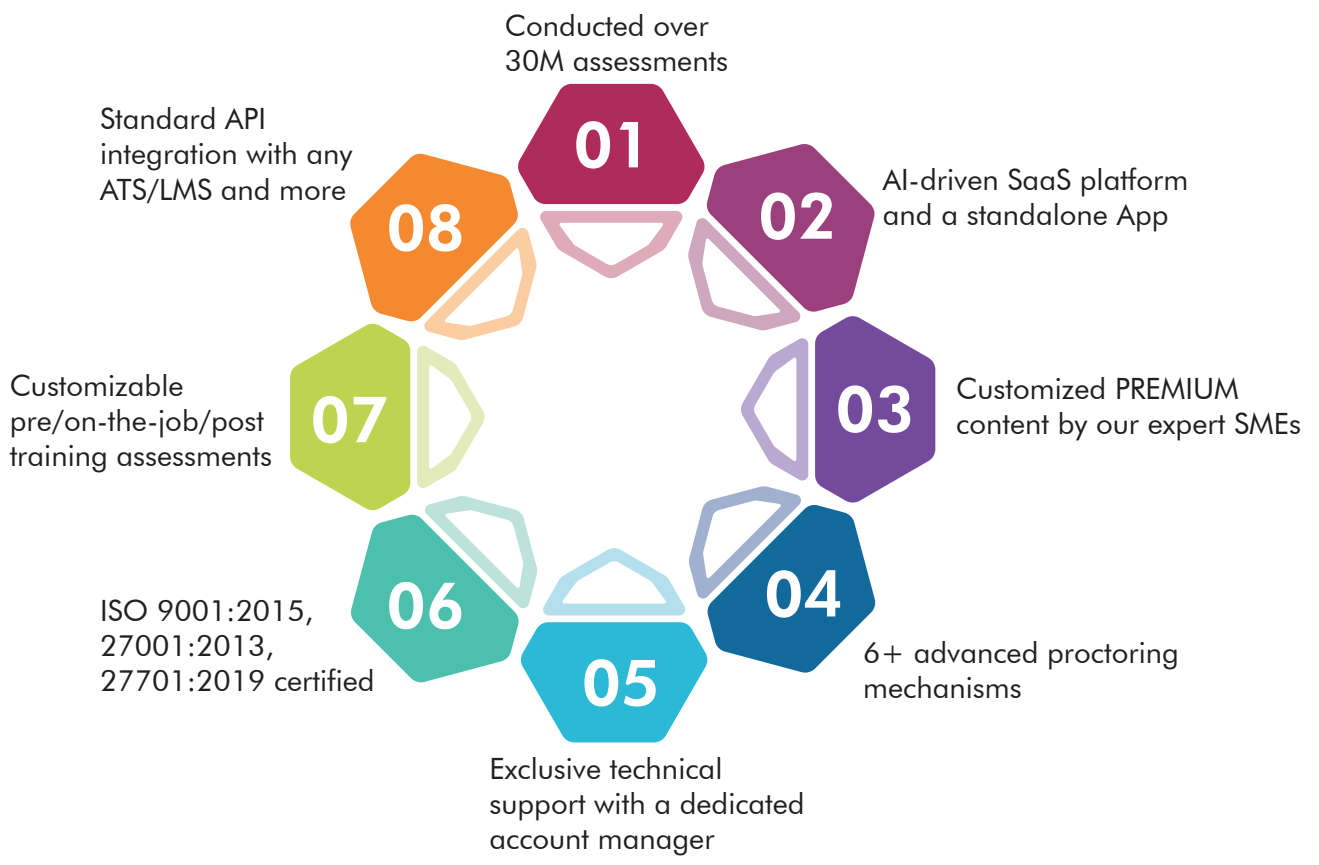 Conducted over
30M assessments
01
02
AI-driven SaaS platform
and a standalone App
03
Customized PREMIUM
content by our expert SMEs
04
6+ advanced proctoring
mechanisms
05
Exclusive technical
support with a dedicated
account manager
06
ISO 9001:2015,
27001:2013,
27701:2019 certified
07
Customizable
pre/on-the-job/post
training assessments
08
Standard API
integration with any
ATS/LMS and more